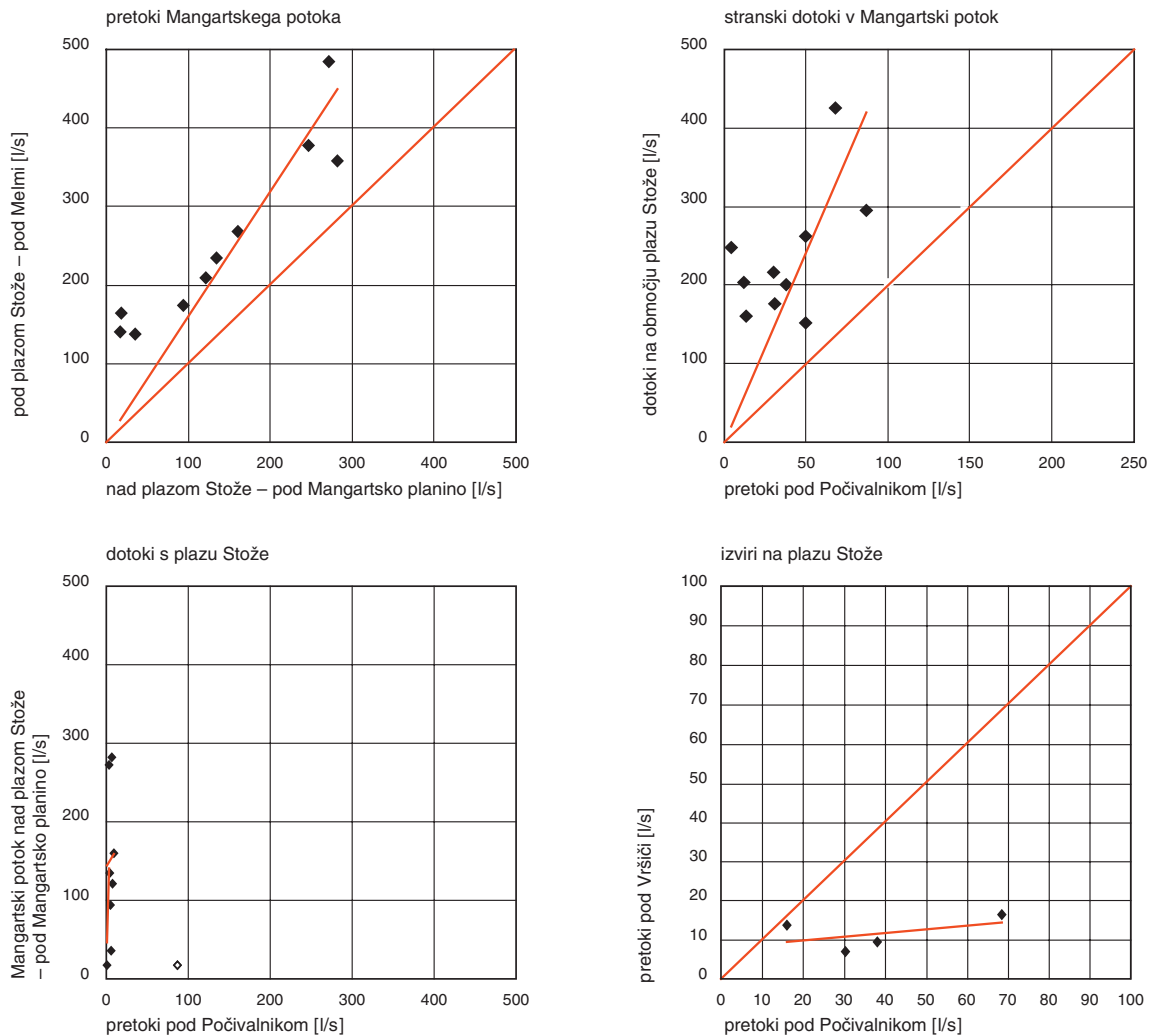 pretoki Mangartskega potoka
500
400
300
200
100
0
pod plazom Stože – pod Melmi [l/s]
0 100 200 300 400 500
nad plazom Stože – pod Mangartsko planino [l/s]
stranski dotoki v Mangartski potok
500
400
300
200
100
0
dotoki na območju plazu Stože [l/s]
0 50 100 150 200 250
pretoki pod Počivalnikom [l/s]
dotoki s plazu Stože
500
400
300
200
100
0
Mangartski potok nad plazom Stože
– pod Mangartsko planino [l/s]
0 100 200 300 400 500
pretoki pod Počivalnikom [l/s]
izviri na plazu Stože
100
90
80
70
60
50
40
30
20
10
0
pretoki pod Vršiči [l/s]
0 10 20 30 40 50 60 70 80 90 100
pretoki pod Počivalnikom [l/s]